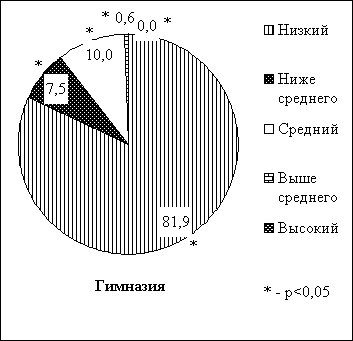 * 0,6 0,0 *
* 10,0
* 7,5
81,9 *
Гимназия
Низкий
Ниже
среднего
Средний
Выше
среднего
Высокий
* - p<0,05